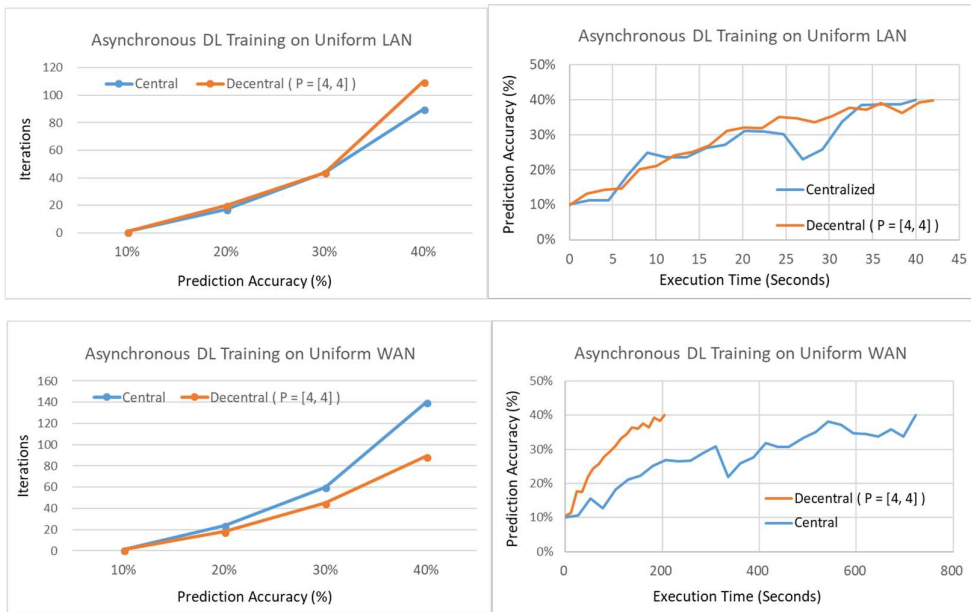 Asynchronous DL Training on Uniform LAN
120
100
80
60
40
20
0
Iterations
Central
Decentral ( P = [4, 4] )
10%
20%
30%
40%
Prediction Accuracy (%)
Asynchronous DL Training on Uniform LAN
50%
40%
30%
20%
10%
0%
Prediction Accuracy (%)
Centralized
Decentral ( P = [4, 4] )
0
5
10
15
20
25
30
35
40
45
Execution Time (Seconds)
Asynchronous DL Training on Uniform WAN
160
140
120
100
80
60
40
20
0
Iterations
Central
Decentral ( P = [4, 4] )
10%
20%
30%
40%
Prediction Accuracy (%)
Asynchronous DL Training on Uniform WAN
50%
40%
30%
20%
10%
0%
Prediction Accuracy (%)
Decentral ( P = [4, 4] )
Central
0
200
400
600
800
Execution Time (Seconds)